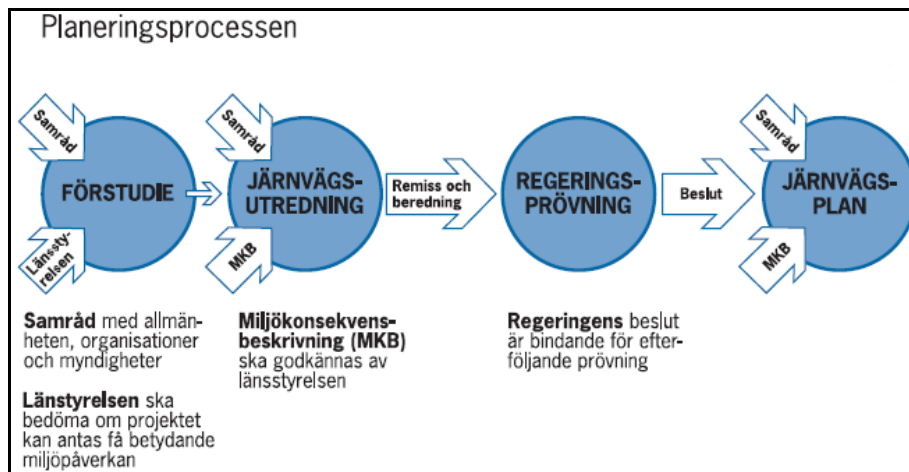 Planeringsprocessen
Samråd
FÖRSTUDIE
Länssty-
relsen
Samråd
JÄRNVÄGS-
UTREDNING
MKB
Remiss och
beredning
REGERINGS-
PRÖVNING
Beslut
Samråd
JÄRNVÄGS-
PLAN
MKB
Samråd med allmän-
heten, organisationer
och myndigheter
Länstyrelsen ska
bedöma om projektet
kan antas få betydande
miljöpåverkan
Miljökonsekvens-
beskrivning (MKB)
ska godkännas av
länsstyrelsen
Regeringens beslut
är bindande för efter-
följande prövning